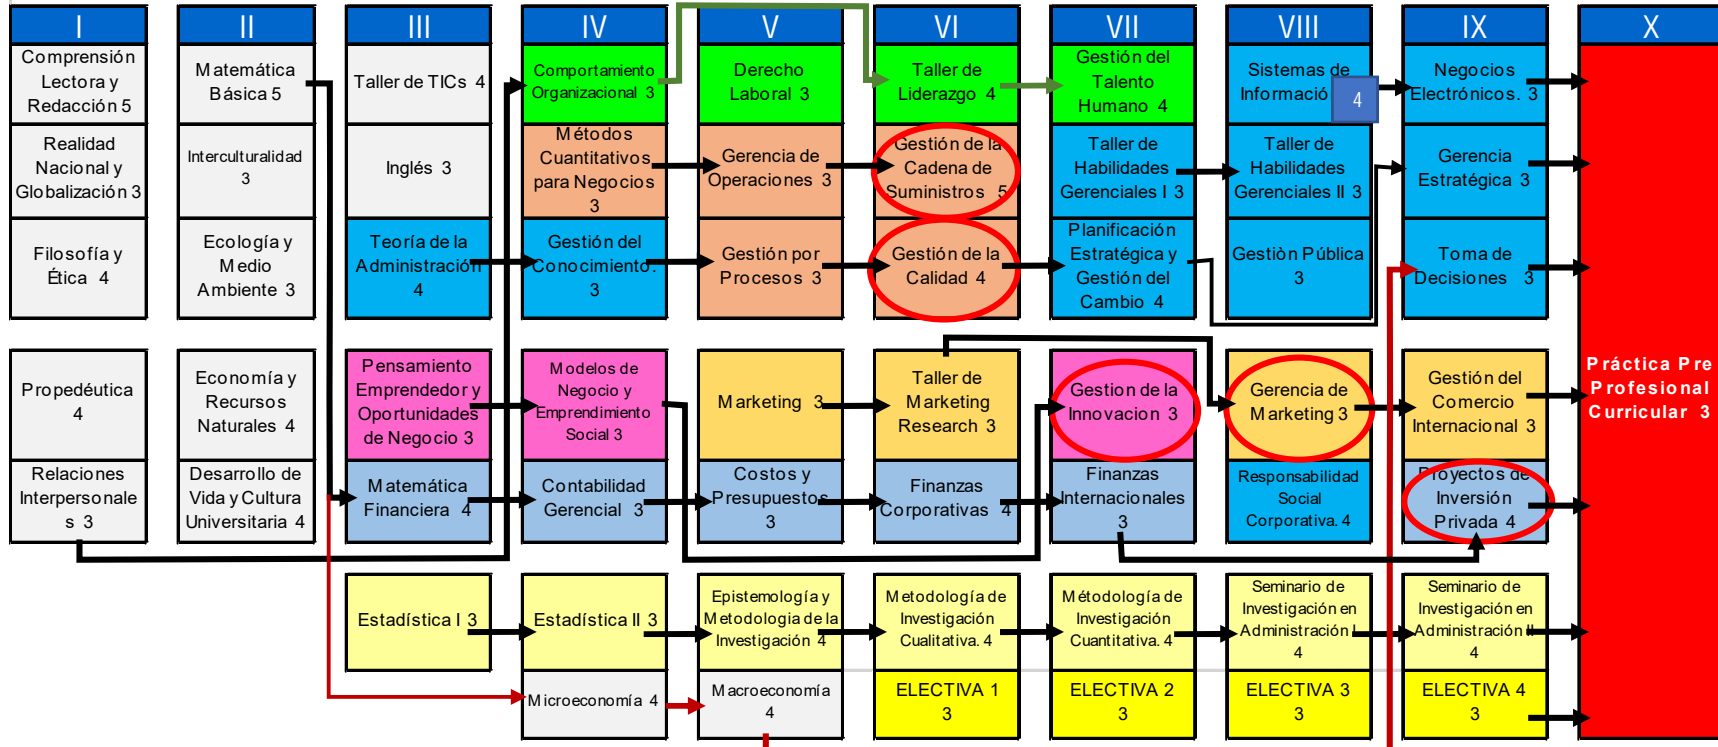 I
II
III
IV
V
VI
VII
VIII
IX
X
Comprensión
Lectora y
Redacción 5
Matemática
Básica 5
Taller de TICs 4
Comportamiento
Organizacional 3
Derecho
Laboral 3
Taller de
Liderazgo 4
Gestión del
Talento
Humano 4
Sistemas de
Informació
4
Negocios
Electrónicos. 3
Realidad
Nacional y
Globalización 3
Interculturalidad
3
Inglés 3
Métodos
Cuantitativos
para Negocios
3
Gerencia de
Operaciones 3
Gestión de la
Cadena de
Suministros 5
Taller de
Habilidades
Gerenciales I 3
Taller de
Habilidades
Gerenciales II 3
Gerencia
Estratégica 3
Filosofía y
Ética 4
Ecología y
Medio
Ambiente 3
Teoría de la
Administración
4
Gestión del
Conocimiento.
3
Gestión por
Procesos 3
Gestión de la
Calidad 4
Planificación
Estratégica y
Gestión del
Cambio 4
Gestiòn Pública
3
Toma de
Decisiones 3
Propedéutica
4
Economía y
Recursos
Naturales 4
Pensamiento
Emprendedor y
Oportunidades
de Negocio 3
Modelos de
Negocio y
Emprendimiento
Social 3
Marketing 3
Taller de
Marketing
Research 3
Gestion de la
Innovacion 3
Gerencia de
Marketing 3
Gestión del
Comercio
Internacional 3
Práctica Pre
Profesional
Curricular 3
Relaciones
Interpersonale
s 3
Desarrollo de
Vida y Cultura
Universitaria 4
Matemática
Financiera 4
Contabilidad
Gerencial 3
Costos y
Presupuestos
3
Finanzas
Corporativas 4
Finanzas
Internacionales
3
Responsabilidad
Social
Corporativa. 4
Proyectos de
Inversión
Privada 4
Estadística I 3
Estadística II 3
Epistemología y
Metodologia de la
Investigación 4
Metodología de
Investigación
Cualitativa. 4
Métodología de
Investigación
Cuantitativa. 4
Seminario de
Investigación en
Administración I
4
Seminario de
Investigación en
Administración II
4
Microeconomía 4
Macroeconomía
4
ELECTIVA 1
3
ELECTIVA 2
3
ELECTIVA 3
3
ELECTIVA 4
3